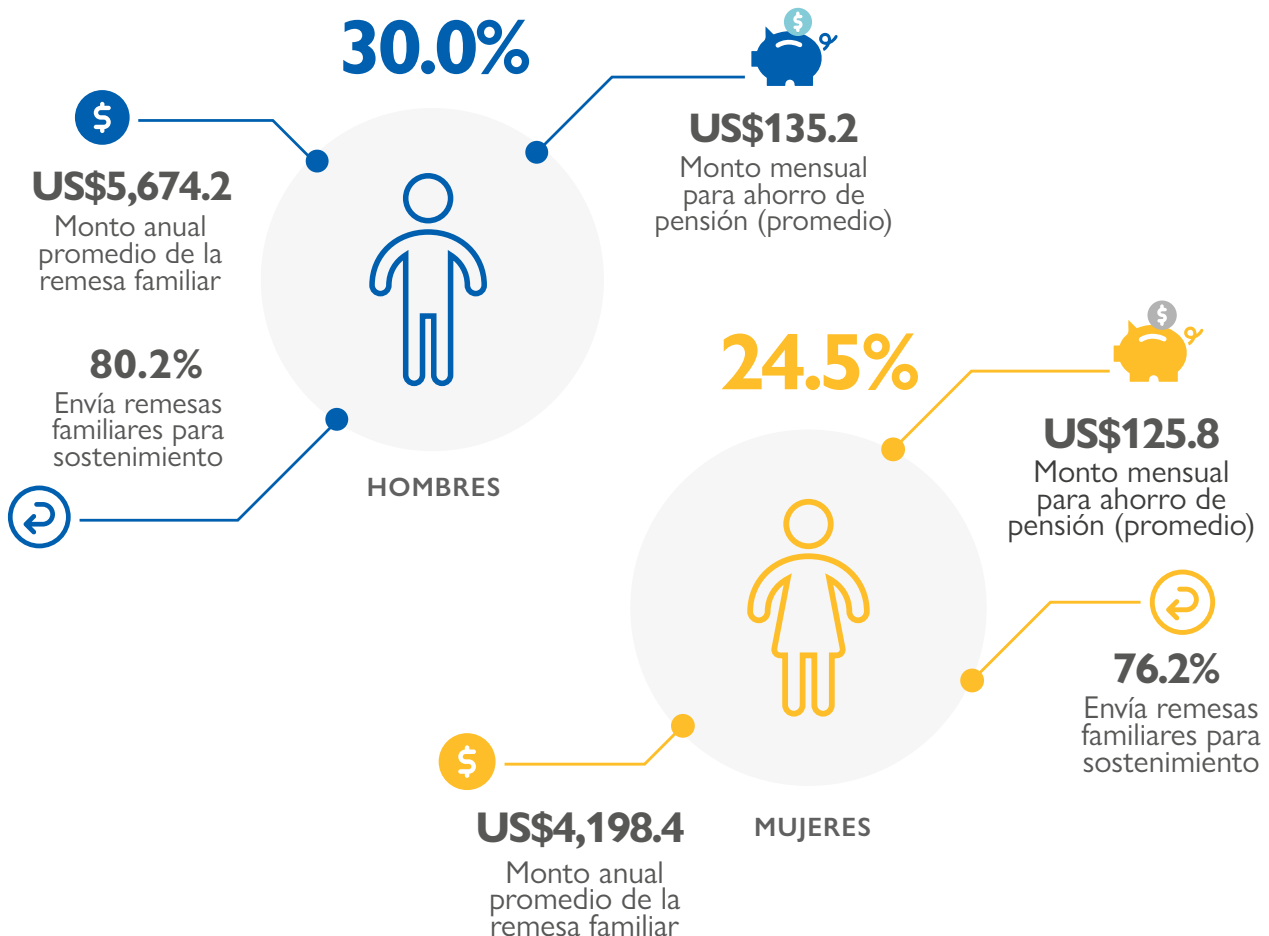 30.0%
US$5,674.2
Monto anual
promedio de la
remesa familiar
80.2%
Envía remesas
familiares para
sostenimiento
US$135.2
Monto mensual
para ahorro de
pensión (promedio)
HOMBRES
24.5%
US$125.8
Monto mensual
para ahorro de
pensión (promedio)
76.2%
Envía remesas
familiares para
sostenimiento
US$4,198.4
Monto anual
promedio de la
remesa familiar
MUJERES